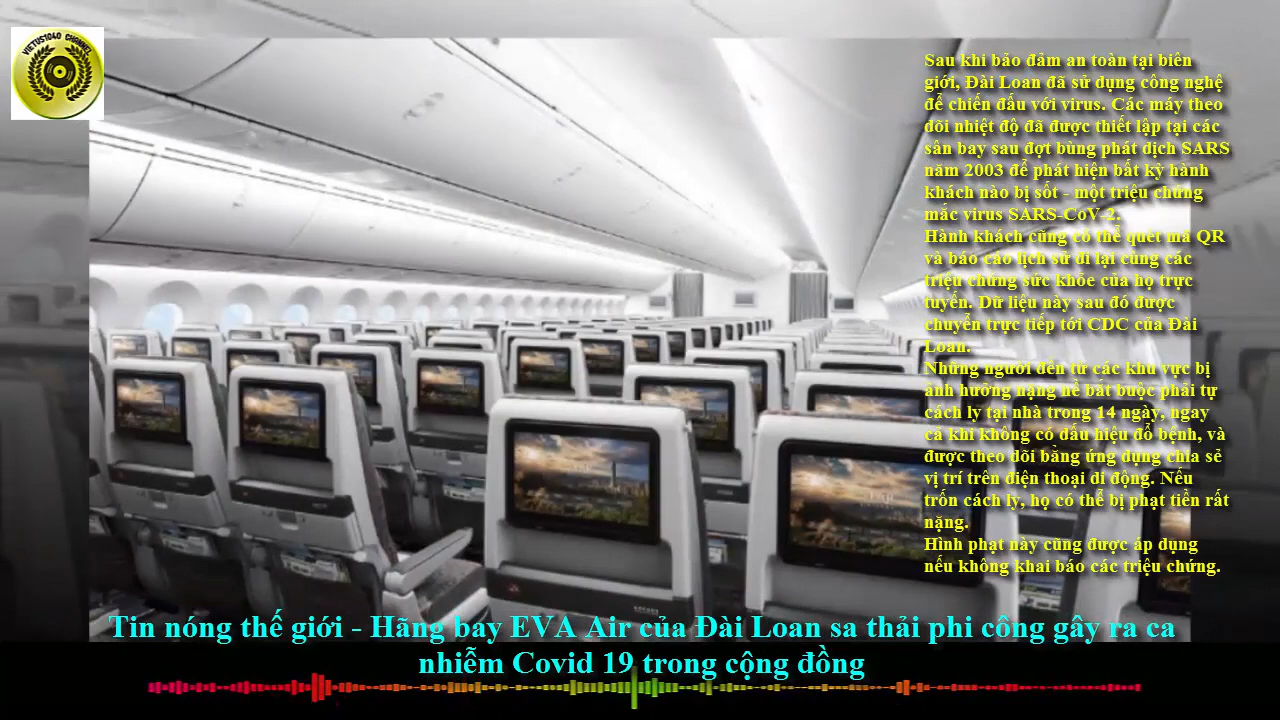 VIETUS1040 CHANNEL
Sau khi bảo đảm an toàn tại biên
giới, Đài Loan đã sử dụng công nghệ
để chiến đấu với virus. Các máy theo
dõi nhiệt độ đã được thiết lập tại các
sân bay sau đợt bùng phát dịch SARS
năm 2003 để phát hiện bất kỳ hành
khách nào bị sốt - một triệu chứng
mắc virus SARS-CoV-2.
Hành khách cũng có thể quét mã QR
và báo cáo lịch sử đi lại cùng các
triệu chứng sức khỏe của họ trực
tuyến. Dữ liệu này sau đó được
chuyển trực tiếp tới CDC của Đài
Loan.
Những người đến từ các khu vực bị
ảnh hưởng nặng nề bắt buộc phải tự
cách ly tại nhà trong 14 ngày, ngay
cả khi không có dấu hiệu đổ bệnh, và
được theo dõi bằng ứng dụng chia sẻ
vị trí trên điện thoại di động. Nếu
trốn cách ly, họ có thể bị phạt tiền rất
nặng.
Hình phạt này cũng được áp dụng
nếu không khai báo các triệu chứng.
Tin nóng thế giới - Hãng bay EVA Air của Đài Loan sa thải phi công gây ra ca
nhiễm Covid 19 trong cộng đồng